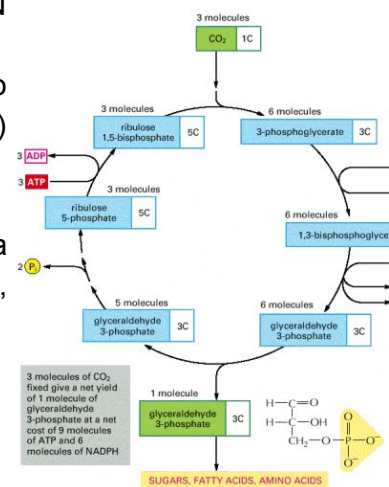 3 molecules
CO₂ 1C
3 molecules
ribulose
1,5-bisphosphate 5C
6 molecules
3-phosphoglycerate 3C
3 ADP
3 ATP
3 molecules
ribulose
5-phosphate 5C
6 molecules
1,3-bisphosphoglyce
a
2 Pi
,
)
5 molecules
glyceraldehyde
3-phosphate 3C
6 molecules
glyceraldehyde
3-phosphate 3C
3 molecules of CO₂
fixed give a net yield
of 1 molecule of
glyceraldehyde
3-phosphate at a net
cost of 9 molecules
of ATP and 6
molecules of NADPH
1 molecule
glyceraldehyde
3-phosphate 3C
H—C=O
H—C—OH
CH₂—O—P—O⁻
O
O⁻
SUGARS, FATTY ACIDS, AMINO ACIDS